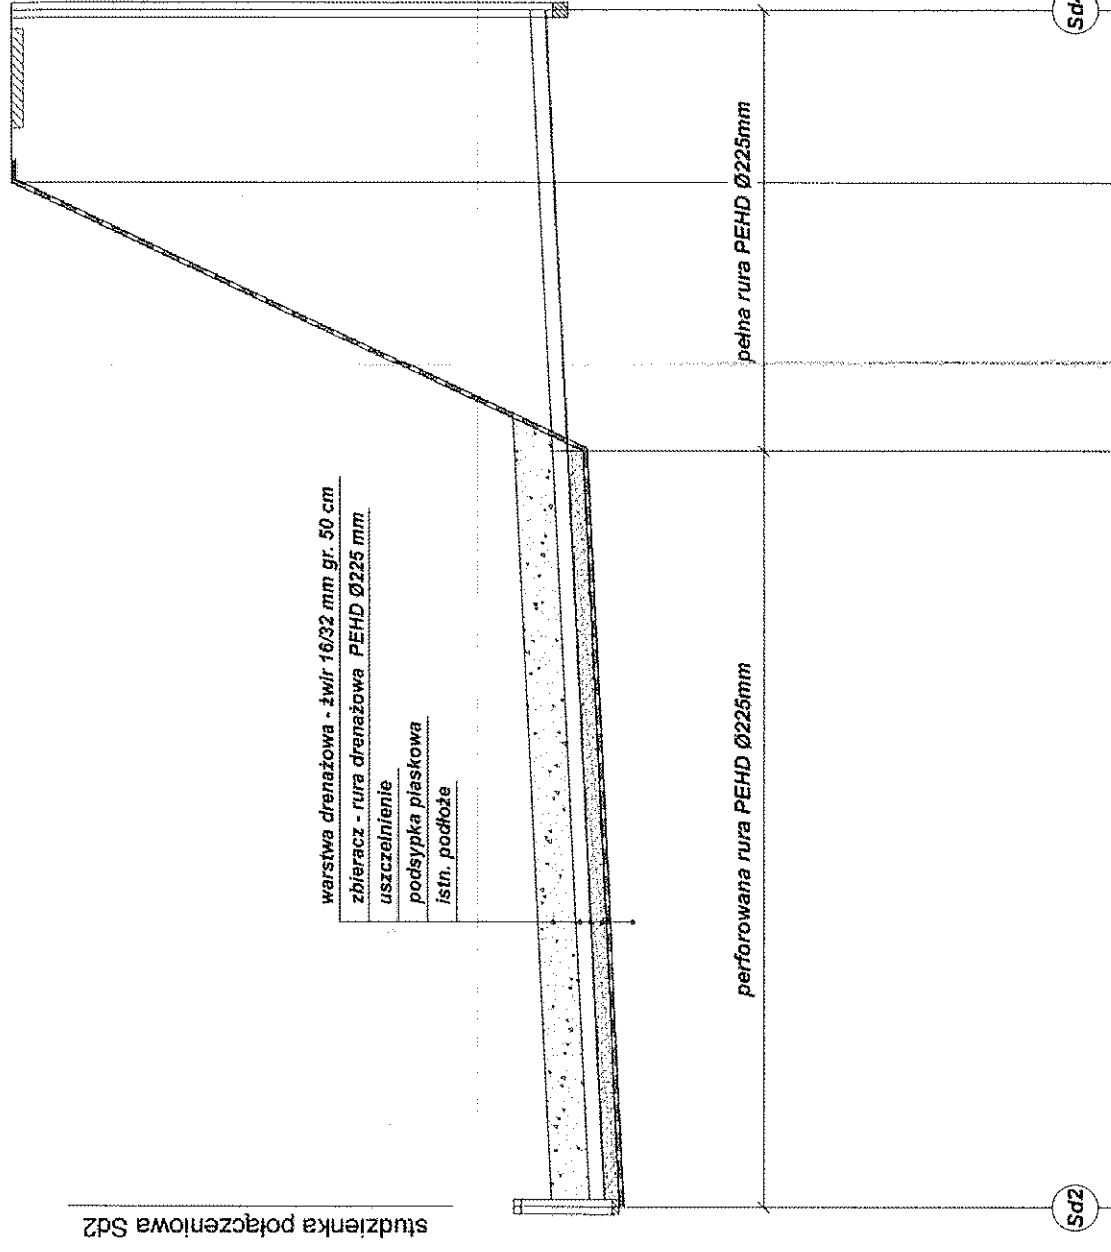 warstwa drenażowa - żwir 16/32 mm gr. 50 cm
zbieracz - rura drenażowa PEHD Ø225 mm
uszczelnienie
podsypka piaskowa
istn. podłoże
studzienka połączeniowa Sd2
perforowana rura PEHD Ø225mm
pełna rura PEHD Ø225mm
Sd2